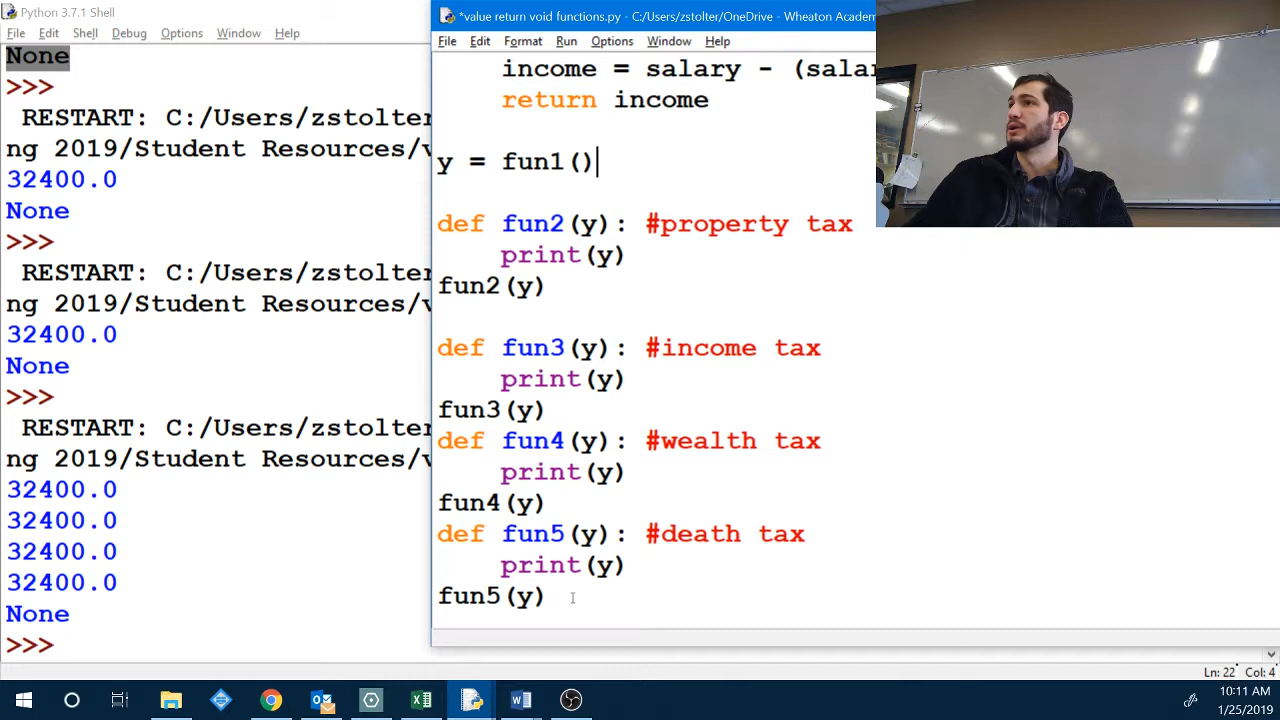 Python 3.7.1 Shell
File Edit Shell Debug Options Window Help
None
>>>
RESTART: C:/Users/zstolter
ng 2019/Student Resources/v
32400.0
None
>>>
RESTART: C:/Users/zstolter
ng 2019/Student Resources/v
32400.0
None
>>>
RESTART: C:/Users/zstolter
ng 2019/Student Resources/v
32400.0
32400.0
32400.0
32400.0
None
>>>
*value return void functions.py - C:/Users/zstolter/OneDrive - Wheaton Academ
File Edit Format Run Options Window Help
income = salary - (salar
return income
y = fun1()
def fun2(y): #property tax
print(y)
fun2(y)
def fun3(y): #income tax
print(y)
fun3(y)
def fun4(y): #wealth tax
print(y)
fun4(y)
def fun5(y): #death tax
print(y)
fun5(y)
Ln: 22 Col: 4
10:11 AM
1/25/2019